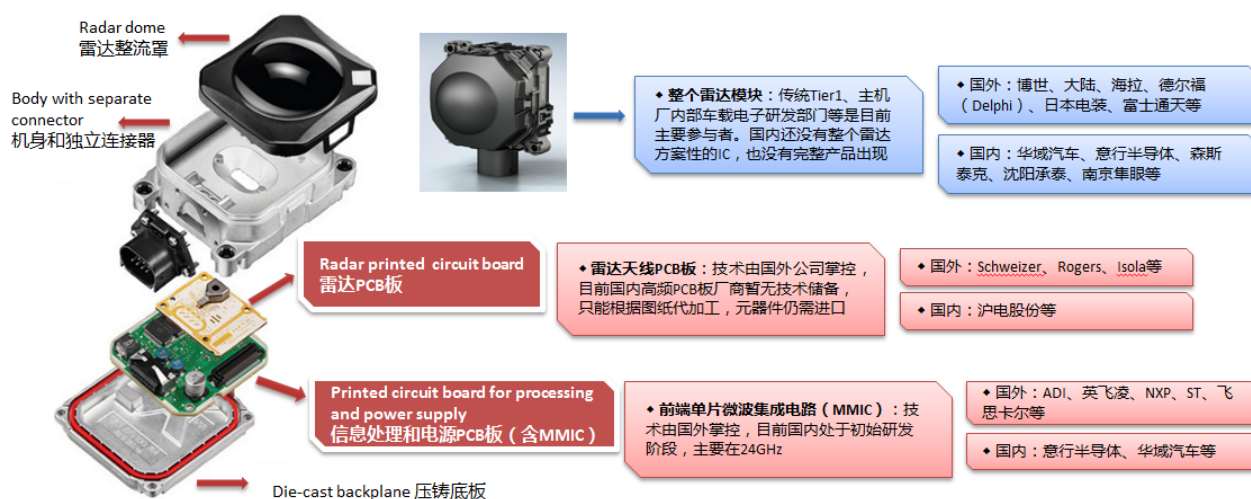 Radar dome
雷达整流罩
Body with separate
connector
机身和独立连接器
◆ 整个雷达模块：传统Tier1、主机
厂内部车载电子研发部门等是目前
主要参与者。国内还没有整个雷达
方案性的IC，也没有完整产品出现
◆ 国外：博世、大陆、海拉、德尔福
（Delphi）、日本电装、富士通天等
◆ 国内：华域汽车、意行半导体、森斯
泰克、沈阳承泰、南京隼眼等
Radar printed circuit board
雷达PCB板
◆ 雷达天线PCB板：技术由国外公司掌控，
目前国内高频PCB板厂商暂无技术储备，
只能根据图纸代加工，元器件仍需进口
◆ 国外：Schweizer、Rogers、Isola等
◆ 国内：沪电股份等
Printed circuit board for processing
and power supply
信息处理和电源PCB板（含MMIC）
◆ 前端单片微波集成电路（MMIC）：技
术由国外掌控，目前国内处于初始研发
阶段，主要在24GHz
◆ 国外：ADI、英飞凌、NXP、ST、飞
思卡尔等
◆ 国内：意行半导体、华域汽车等
Die-cast backplane 压铸底板